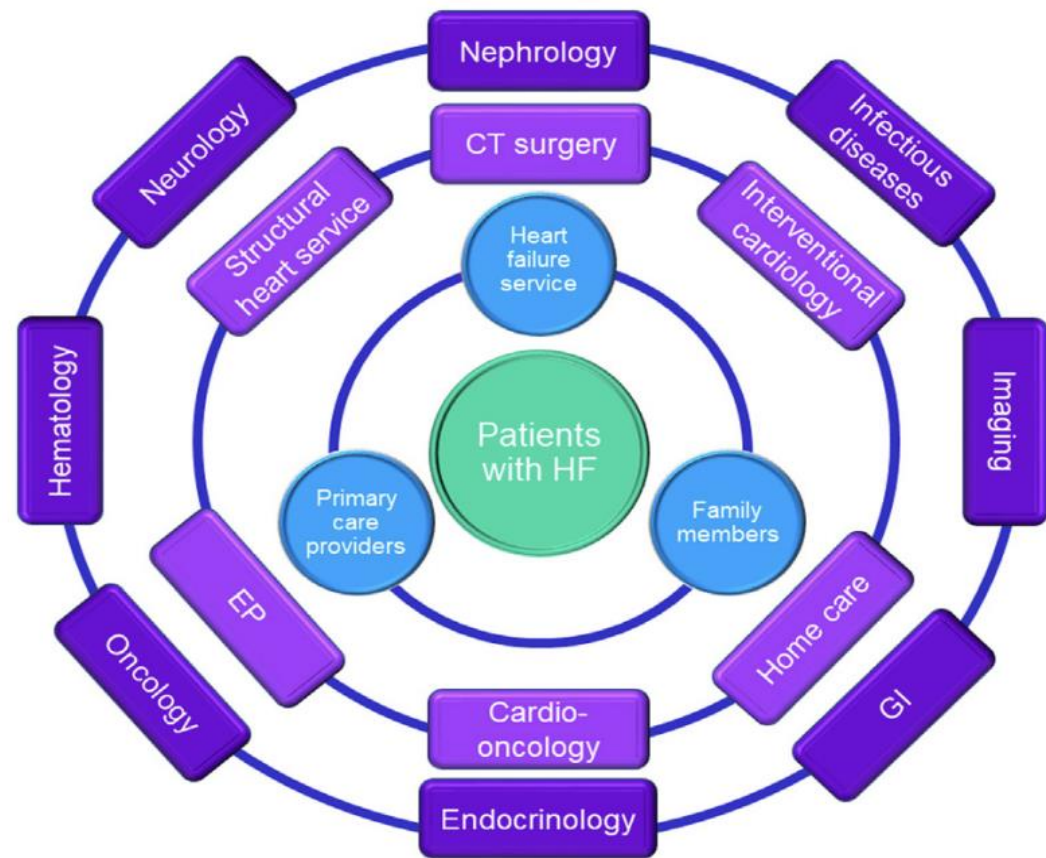 Nephrology
Neurology
Infectious
diseases
CT surgery
Structural
heart service
Interventional
cardiology
Heart
failure
service
Hematology
Imaging
Patients
with HF
Primary
care
providers
Family
members
EP
Home care
Oncology
GI
Cardio-
oncology
Endocrinology